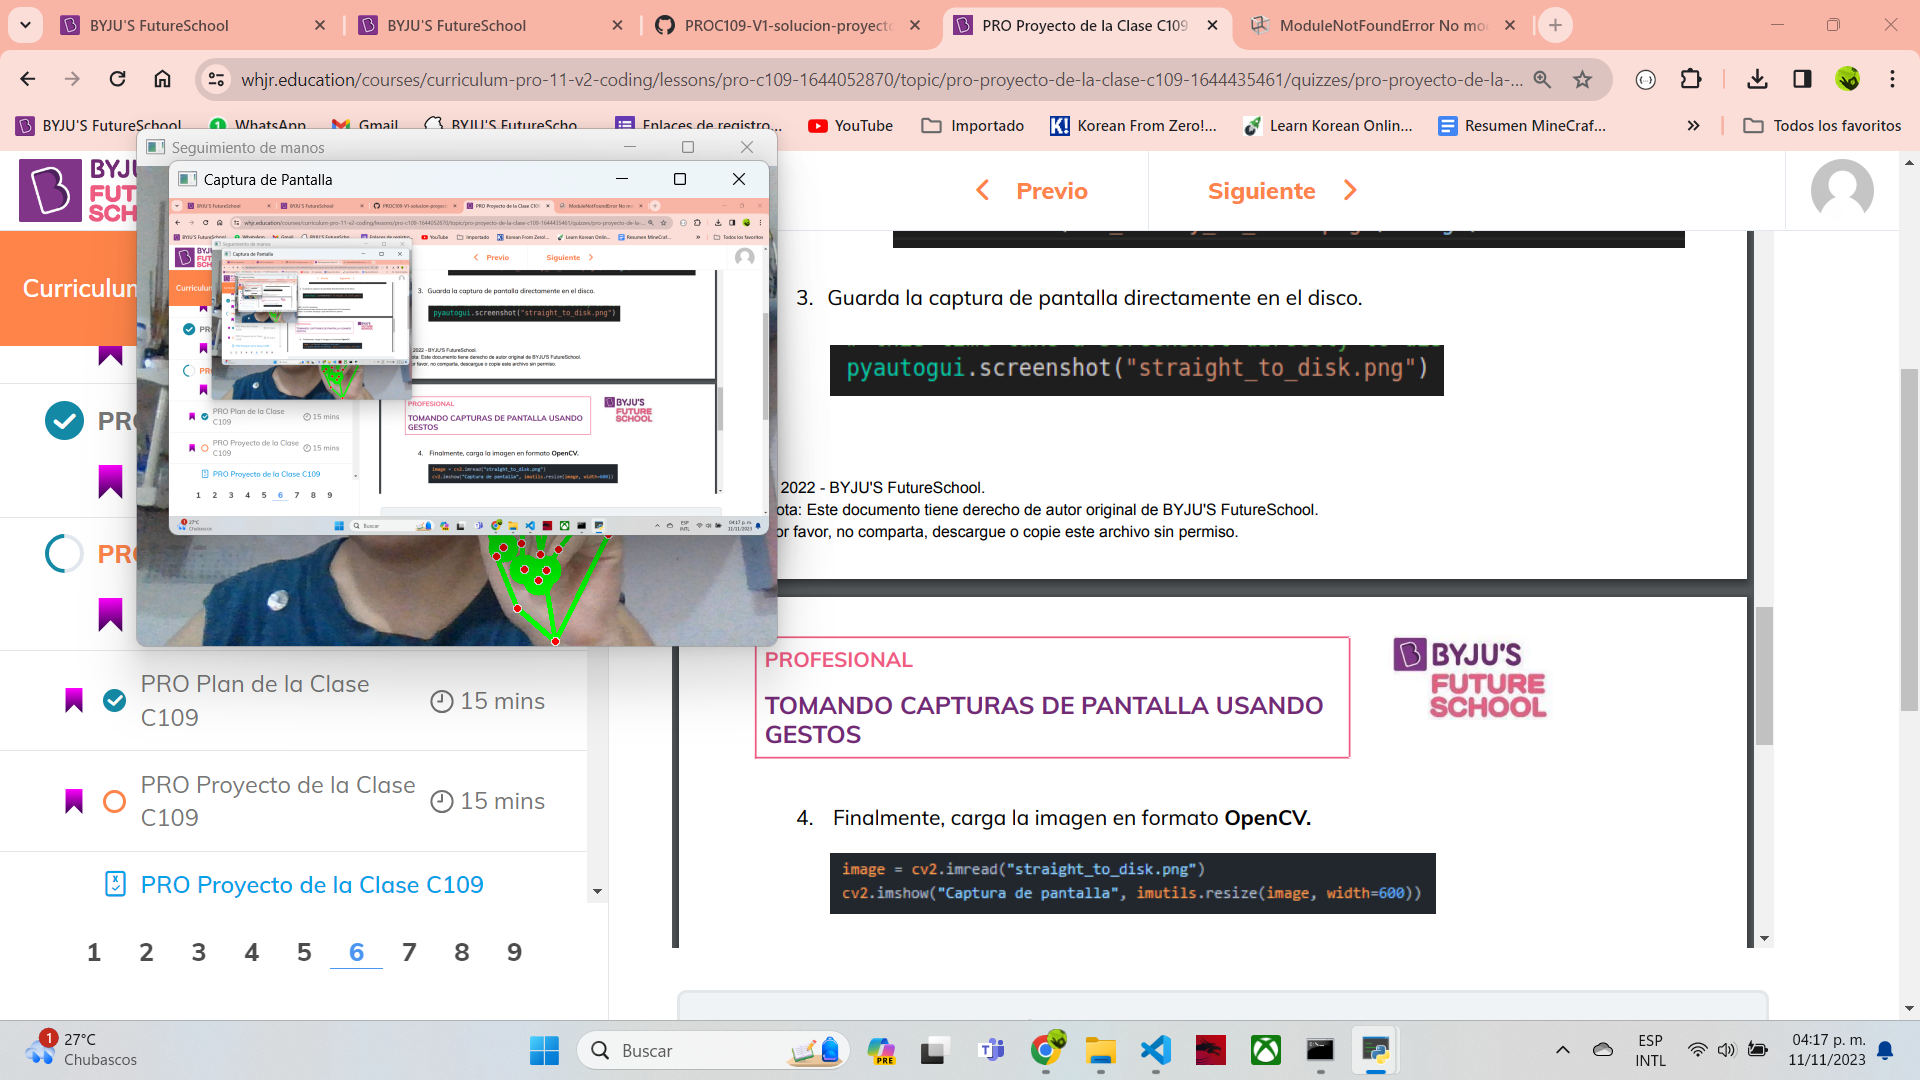 BYJU'S FutureSchool
BYJU'S FutureSchool
PROC109-V1-solucion-proyecto
PRO Proyecto de la Clase C109
ModuleNotFoundError No mo
whjr.education/courses/curriculum-pro-11-v2-coding/lessons/pro-c109-1644052870/topic/pro-proyecto-de-la-clase-c109-1644435461/quizzes/pro-proyecto-de-la-...
BYJU'S FutureSchool
WhatsApp
Gmail
BYJU'S FutureScho...
Enlaces de registro...
YouTube
Importado
Korean From Zero!...
Learn Korean Onlin...
Resumen MineCraf...
Todos los favoritos
Seguimiento de manos
Captura de Pantalla
BYJU'S
Previo
Siguiente
Curriculum
3. Guarda la captura de pantalla directamente en el disco.
pyautogui.screenshot("straight_to_disk.png")
2022 - BYJU'S FutureSchool.
ota: Este documento tiene derecho de autor original de BYJU'S FutureSchool.
or favor, no comparta, descargue o copie este archivo sin permiso.
PROFESIONAL
TOMANDO CAPTURAS DE PANTALLA USANDO
GESTOS
BYJU'S
FUTURE
SCHOOL
4. Finalmente, carga la imagen en formato OpenCV.
image = cv2.imread("straight_to_disk.png")
cv2.imshow("Captura de pantalla", imutils.resize(image, width=600))
PRO Plan de la Clase
C109
15 mins
PRO Proyecto de la Clase
C109
15 mins
PRO Proyecto de la Clase C109
1 2 3 4 5 6 7 8 9
1
27°C
Chubascos
Buscar
PRE
ESP
INTL
04:17 p. m.
11/11/2023